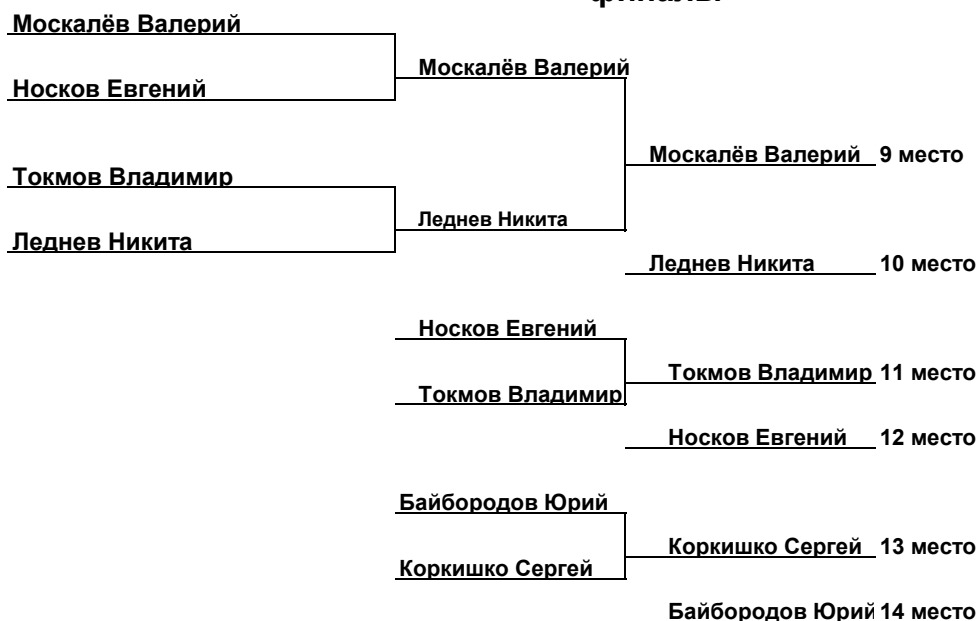 финалы
Москалёв Валерий
Москалёв Валерий
Носков Евгений
Москалёв Валерий 9 место
Токмов Владимир
Леднев Никита
Леднев Никита
Леднев Никита 10 место
Носков Евгений
Токмов Владимир 11 место
Токмов Владимир
Носков Евгений 12 место
Байбородов Юрий
Коркишко Сергей 13 место
Коркишко Сергей
Байбородов Юрий 14 место